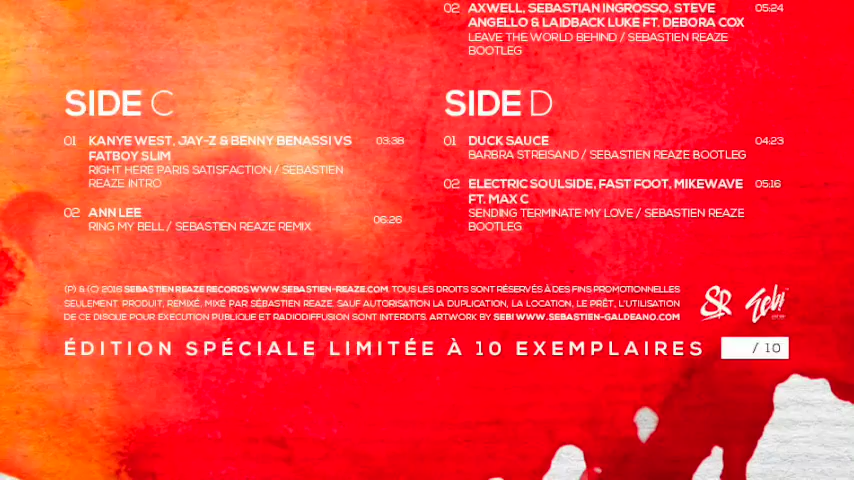 02 AXWELL, SEBASTIAN INGROSSO, STEVE 05:24
ANGELLO & LAIDBACK LUKE FT. DEBORA COX
LEAVE THE WORLD BEHIND / SEBASTIEN REAZE
BOOTLEG
SIDE C
01 KANYE WEST, JAY-Z & BENNY BENASSI VS 03:38
FATBOY SLIM
RIGHT HERE PARIS SATISFACTION / SEBASTIEN
REAZE INTRO
02 ANN LEE
RING MY BELL / SEBASTIEN REAZE REMIX 06:26
SIDE D
01 DUCK SAUCE 04:23
BARBRA STREISAND / SEBASTIEN REAZE BOOTLEG
02 ELECTRIC SOULSIDE, FAST FOOT, MIKEWAVE 05:16
FT. MAX C
SENDING TERMINATE MY LOVE / SEBASTIEN REAZE
BOOTLEG
(P) & (C) 2016 SEBASTIEN REAZE RECORDS WWW.SEBASTIEN-REAZE.COM. TOUS LES DROITS SONT RÉSERVÉS À DES FINS PROMOTIONNELLES
SEULEMENT. PRODUIT, REMIXÉ, MIXÉ PAR SÉBASTIEN REAZE. SAUF AUTORISATION LA DUPLICATION, LA LOCATION, LE PRÊT, L'UTILISATION
DE CE DISQUE POUR EXECUTION PUBLIQUE ET RADIODIFFUSION SONT INTERDITS. ARTWORK BY SEBI WWW.SEBASTIEN-GALDEANO.COM
SR Sebi
ÉDITION SPÉCIALE LIMITÉE À 10 EXEMPLAIRES / 10